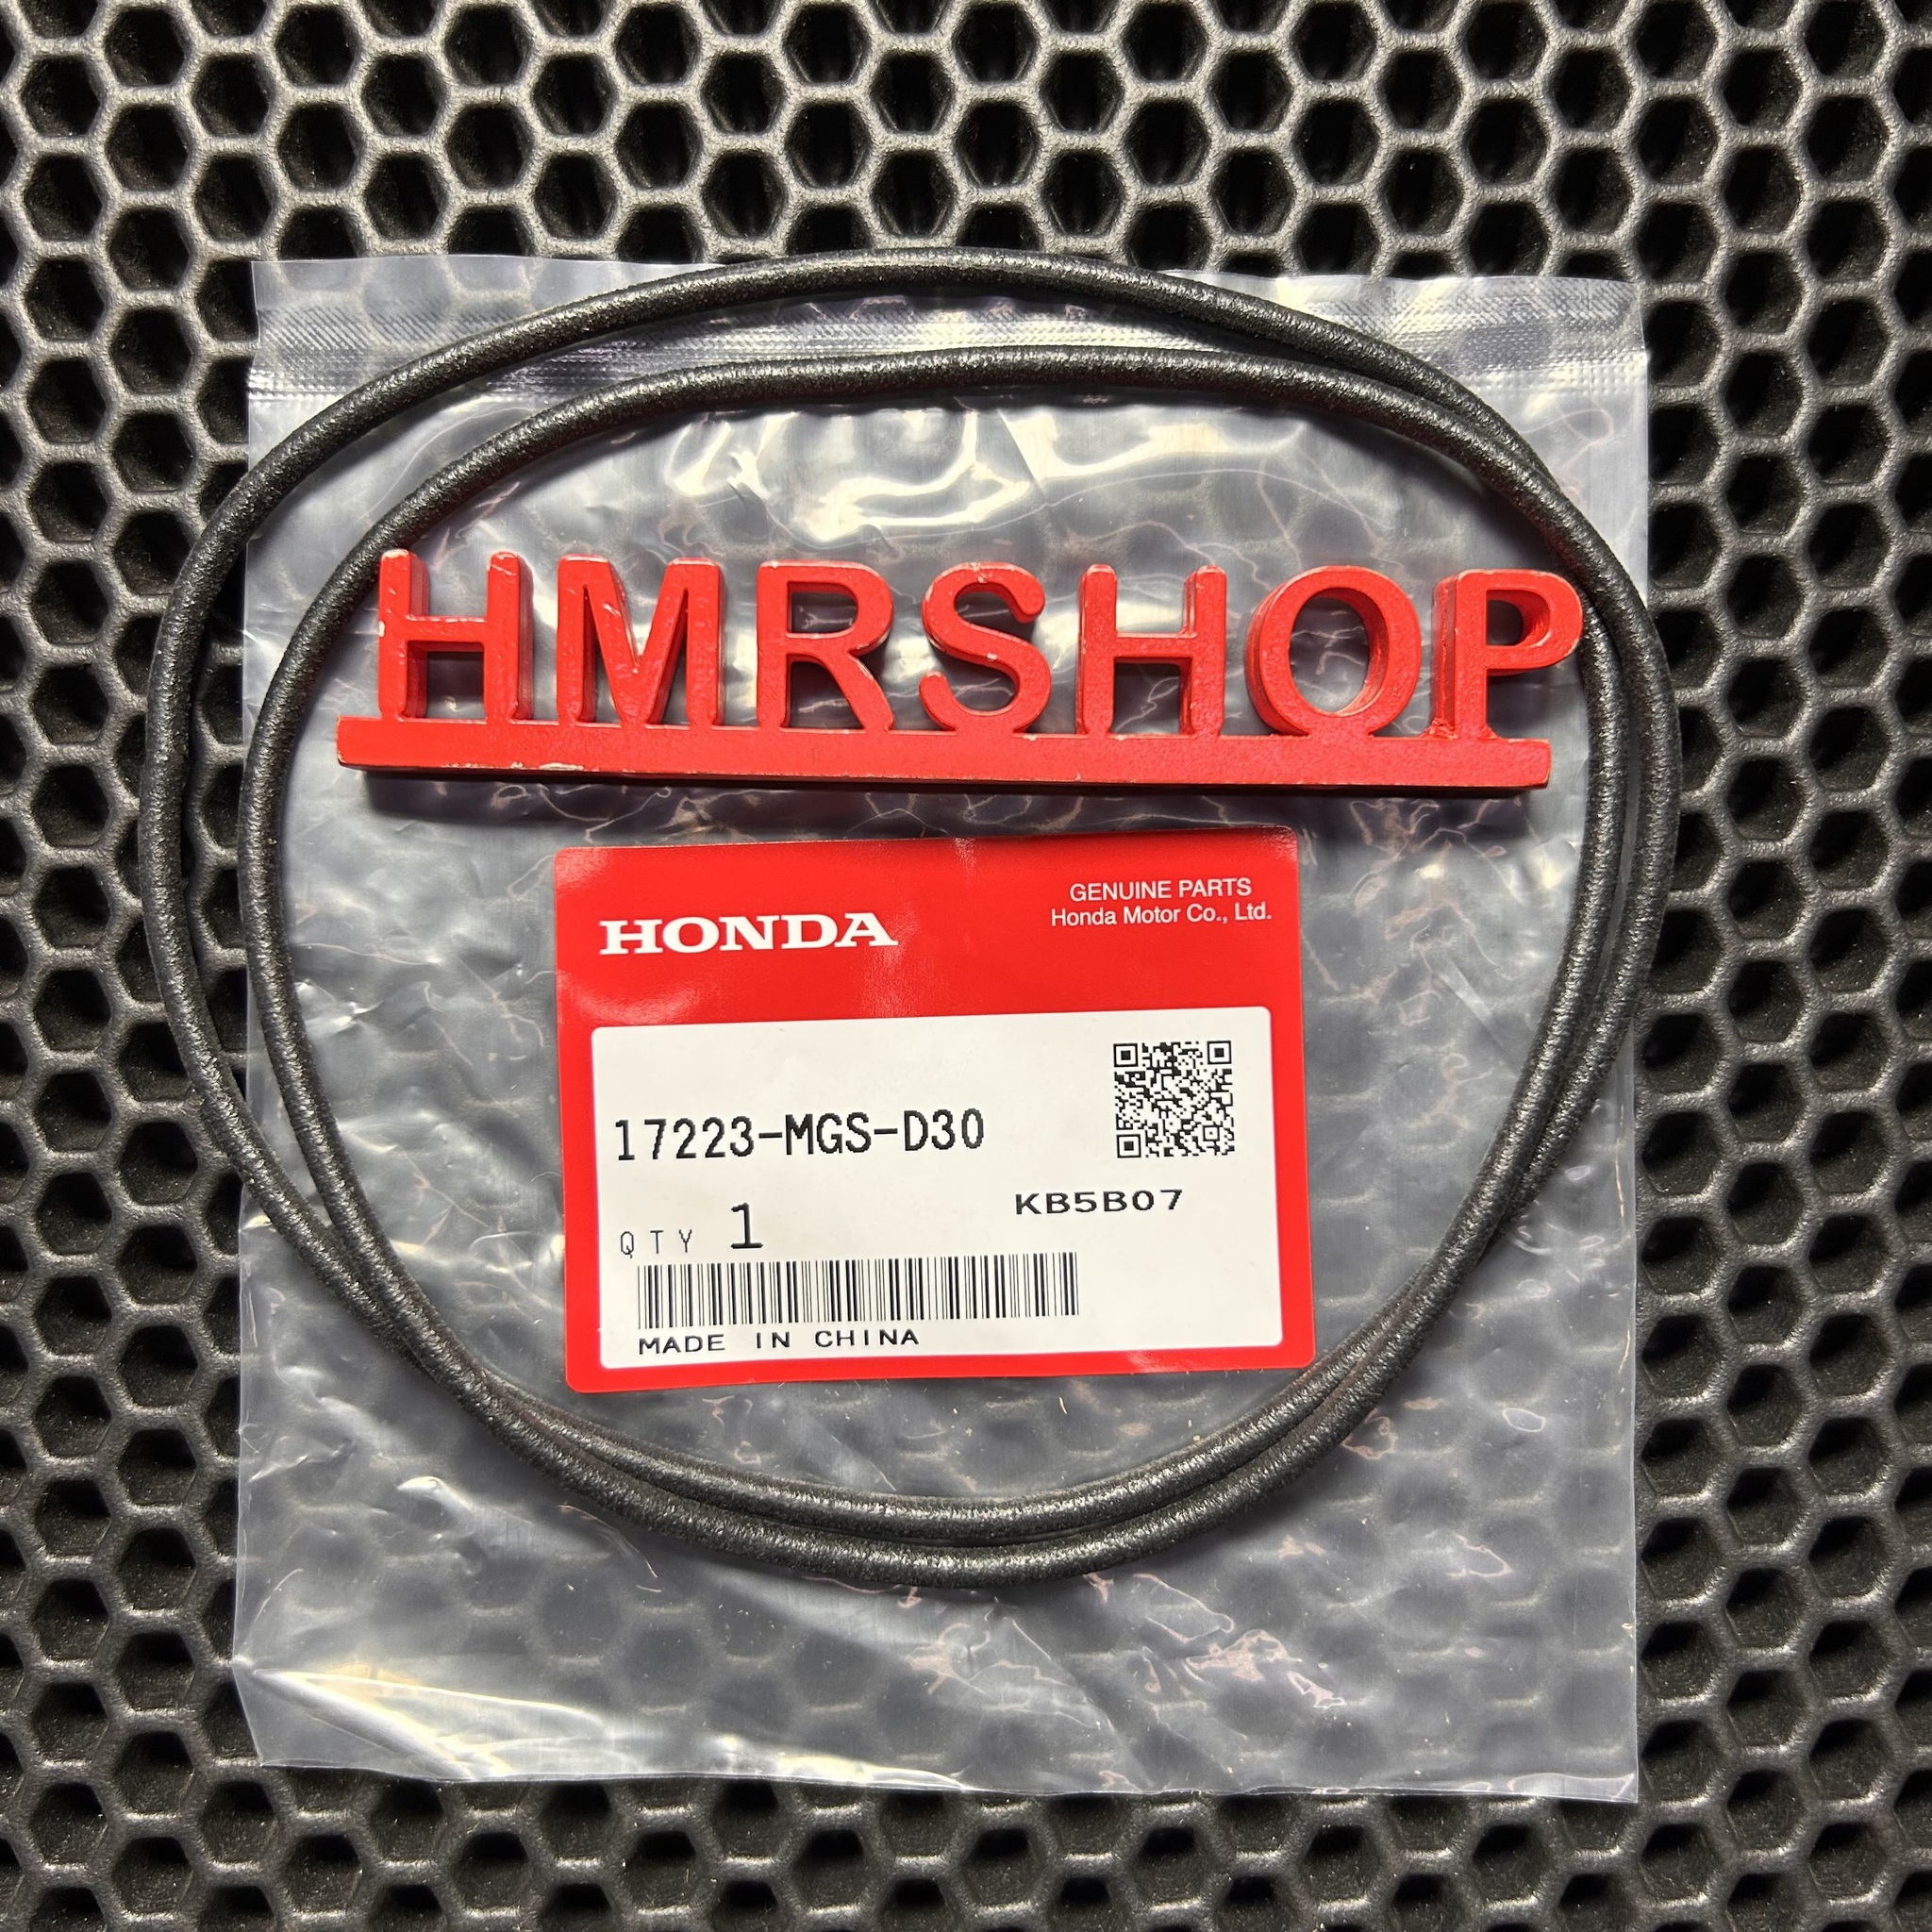 HMRSHOP
HONDA
GENUINE PARTS
Honda Motor Co., Ltd.
17223-MGS-D30
KB5B07
QTY 1
MADE IN CHINA